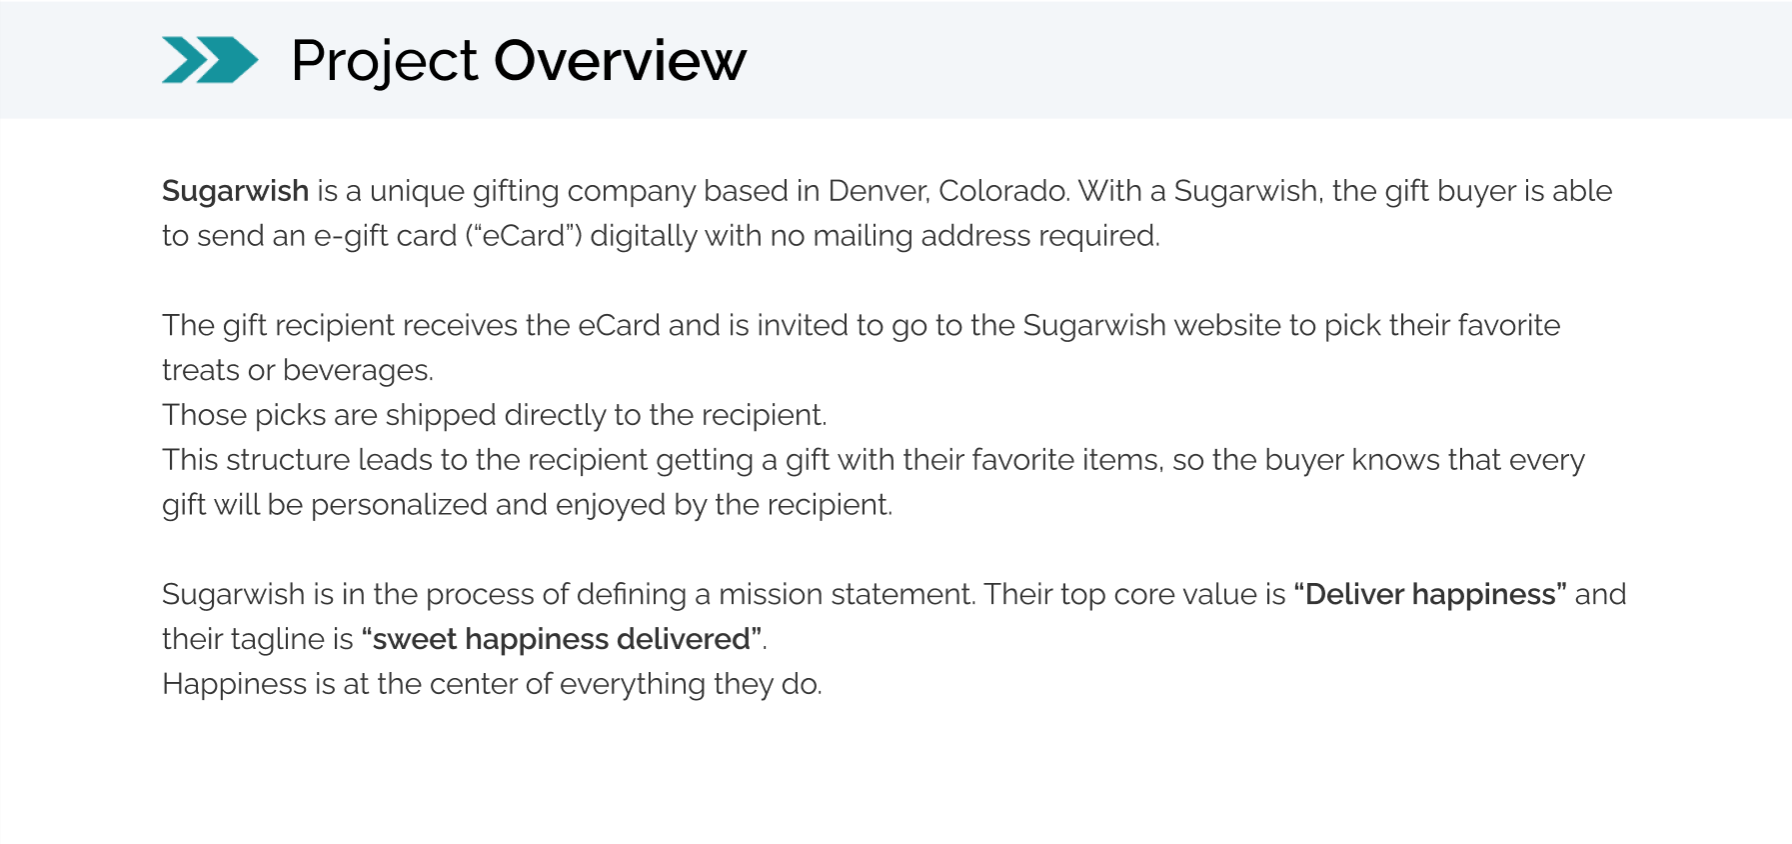 Project Overview
Sugarwish is a unique gifting company based in Denver, Colorado. With a Sugarwish, the gift buyer is able
to send an e-gift card (“eCard”) digitally with no mailing address required.
The gift recipient receives the eCard and is invited to go to the Sugarwish website to pick their favorite
treats or beverages.
Those picks are shipped directly to the recipient.
This structure leads to the recipient getting a gift with their favorite items, so the buyer knows that every
gift will be personalized and enjoyed by the recipient.
Sugarwish is in the process of defining a mission statement. Their top core value is “Deliver happiness” and
their tagline is “sweet happiness delivered”.
Happiness is at the center of everything they do.